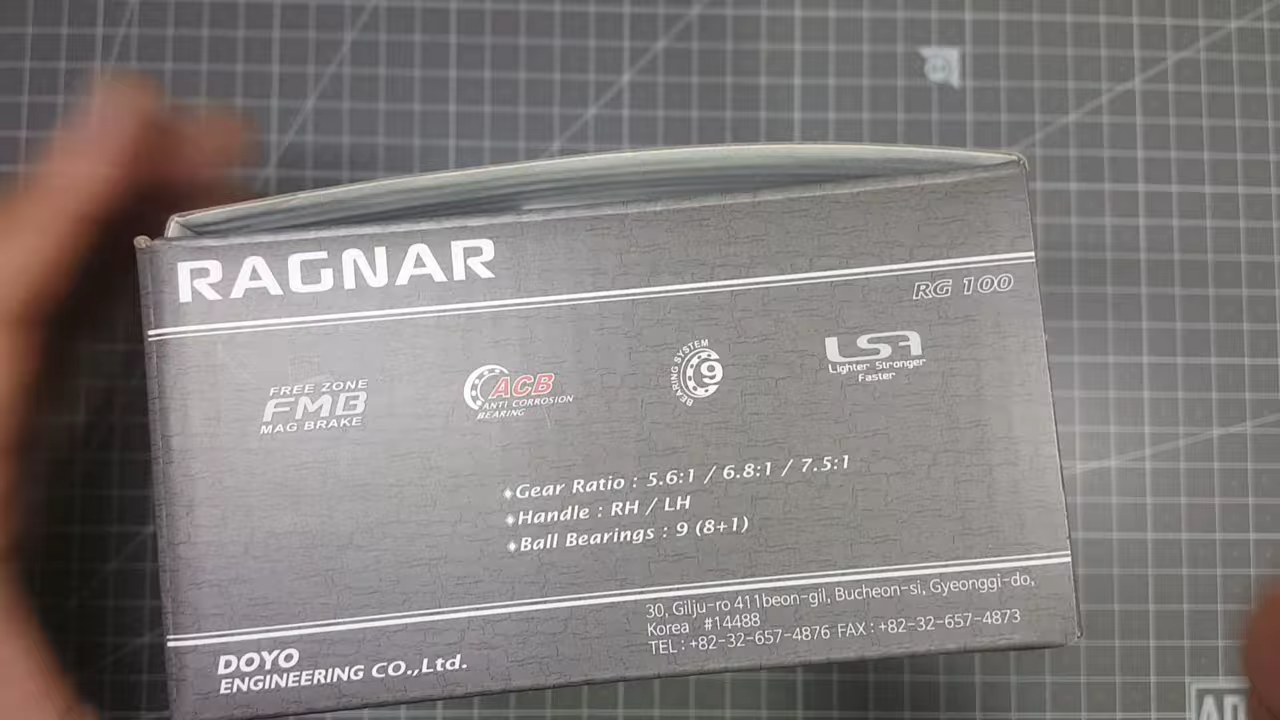 RAGNAR
RG 100
FREE ZONE
FMB
MAG BRAKE
ACB
ANTI CORROSION
BEARING
BEARING SYSTEM
9
LSF
Lighter Stronger
Faster
Gear Ratio : 5.6:1 / 6.8:1 / 7.5:1
Handle : RH / LH
Ball Bearings : 9 (8+1)
30, Gilju-ro 411beon-gil, Bucheon-si, Gyeonggi-do,
Korea #14488
TEL : +82-32-657-4876 FAX : +82-32-657-4873
DOYO
ENGINEERING CO.,Ltd.